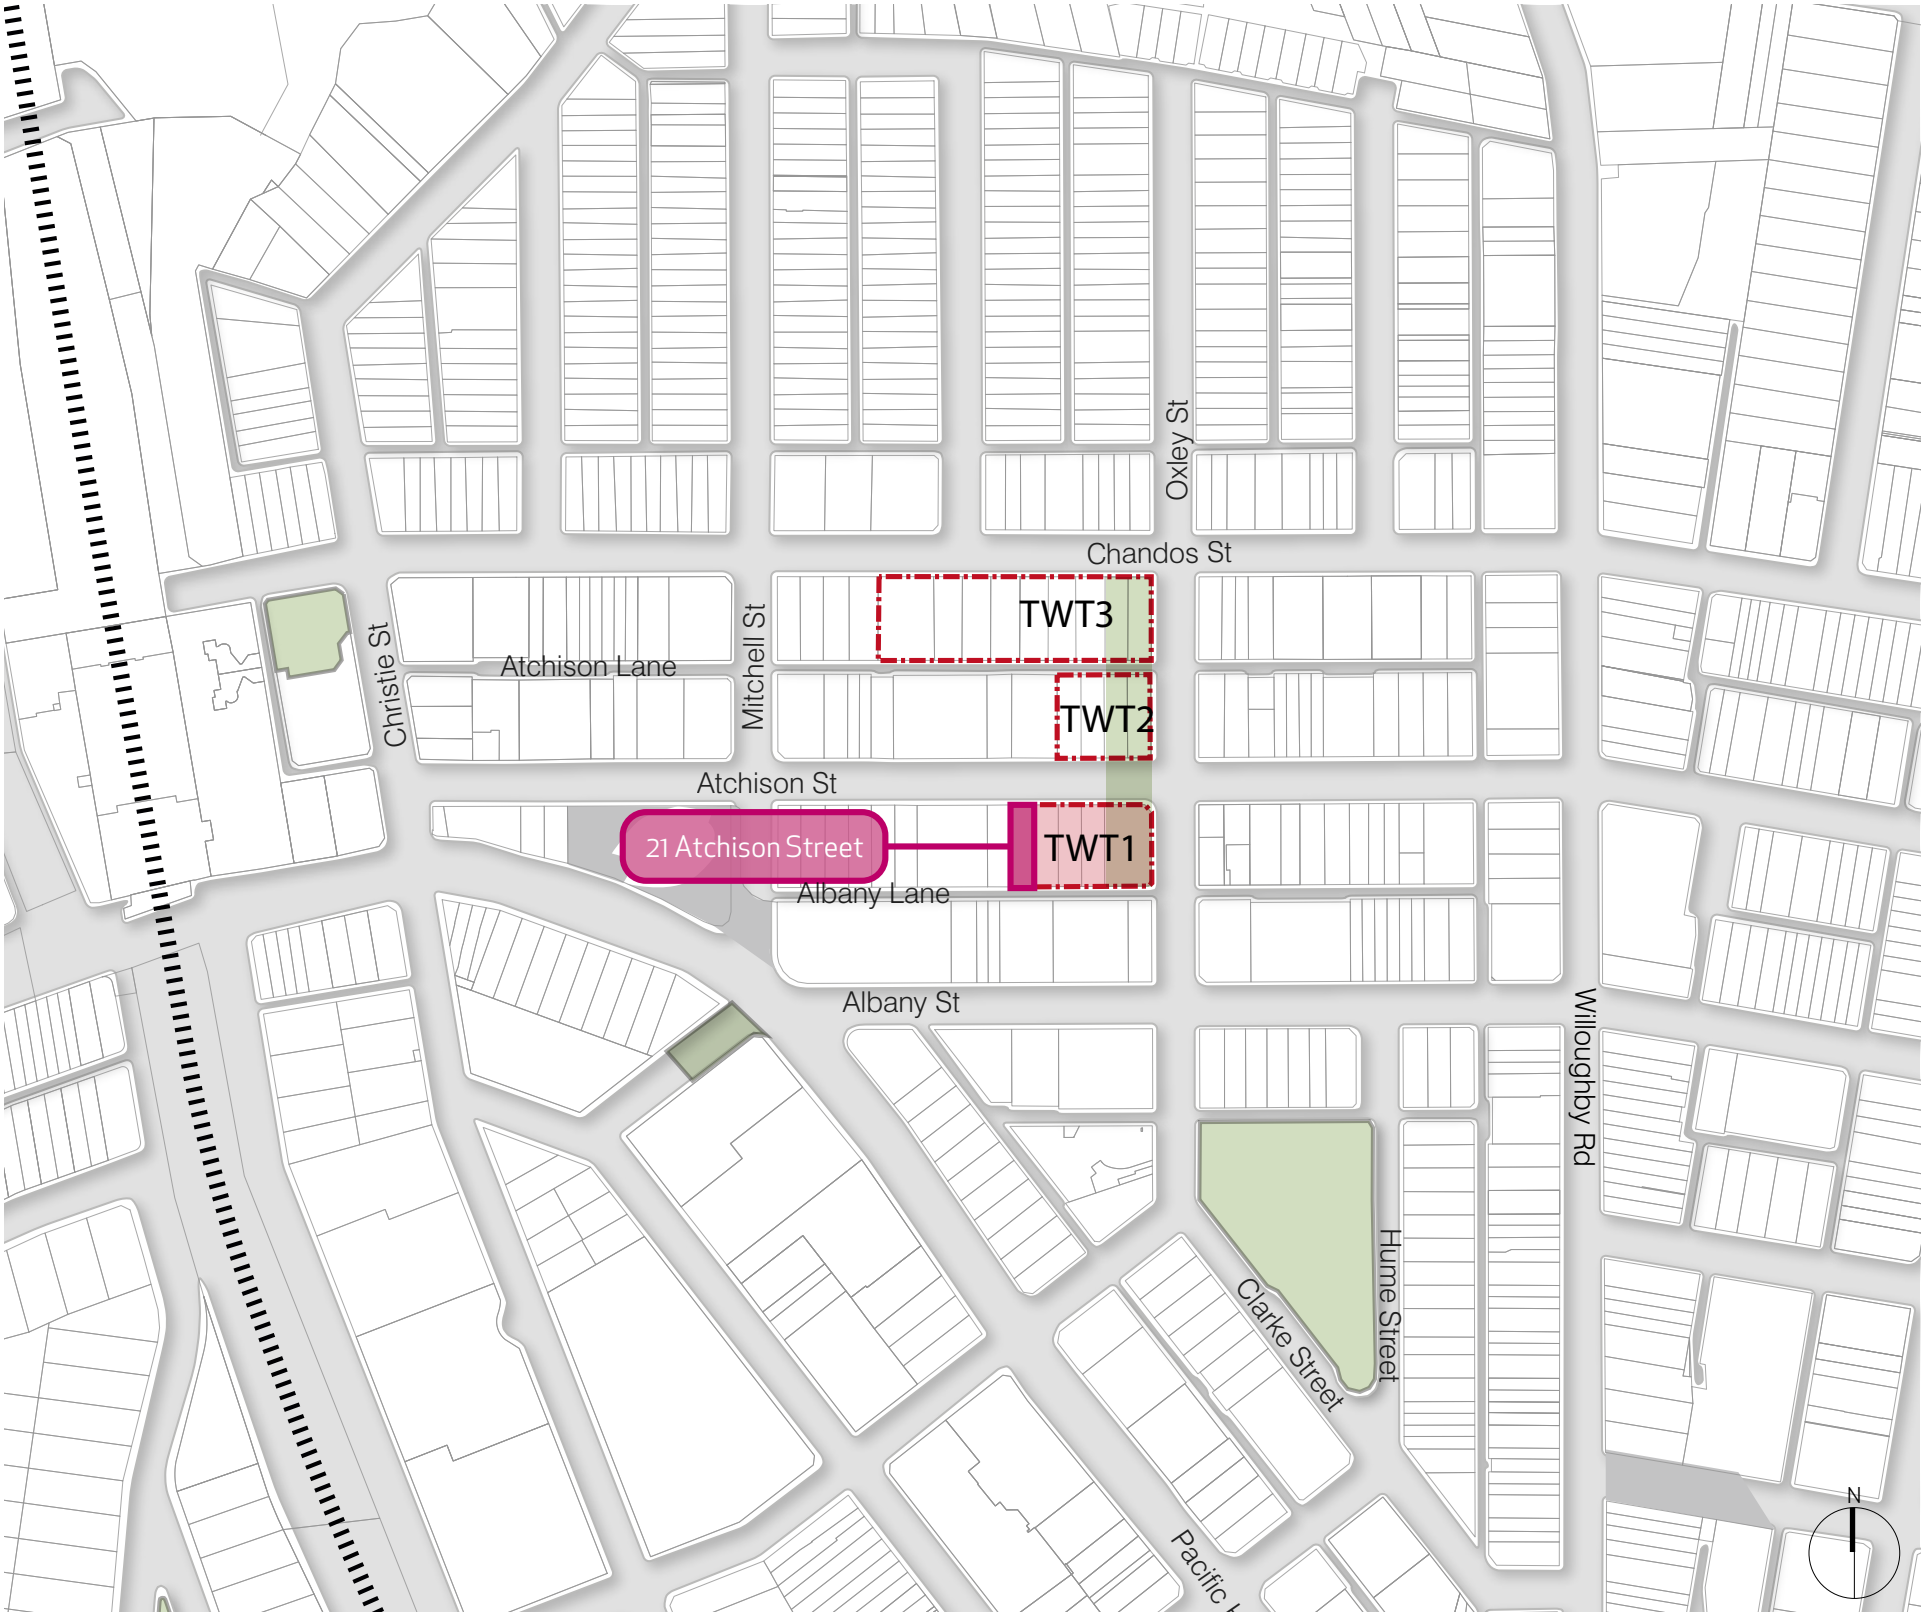 Oxley St
Chandos St
TWT3
Mitchell St
Christie St
Atchison Lane
TWT2
Atchison St
21 Atchison Street
TWT1
Albany Lane
Albany St
Willoughby Rd
Hume Street
Clarke Street
N
Pacific